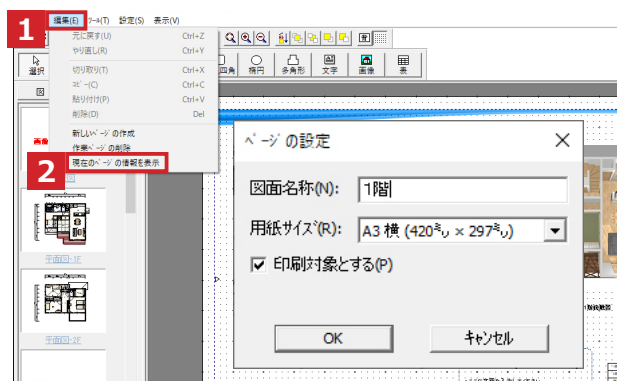 1
編集(E) ﾂｰﾙ(T) 設定(S) 表示(V)
元に戻す(U) Ctrl+Z
やり直し(R) Ctrl+Y
切り取り(T) Ctrl+X
ｺﾋﾟｰ(C) Ctrl+C
貼り付け(P) Ctrl+V
削除(D) Del
新しいﾍﾟｰｼﾞの作成
作業ﾍﾟｰｼﾞの削除
2
現在のﾍﾟｰｼﾞの情報を表示
選択
四角 楕円 多角形 文字 画像 表
図
平面図-1F
平面図-2F
ﾍﾟｰｼﾞの設定
図面名称(N): 1階
用紙ｻｲｽﾞ(R): A3 横 (420㍉ × 297㍉)
印刷対象とする(P)
OK ｷｬﾝｾﾙ